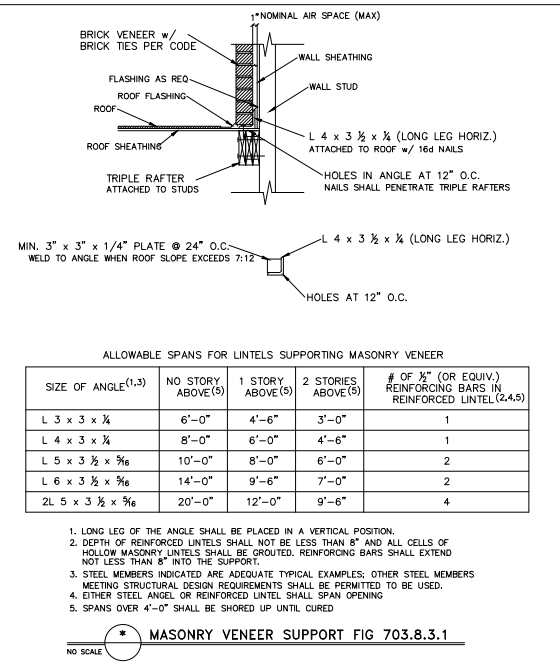 1" NOMINAL AIR SPACE (MAX)
BRICK VENEER w/
BRICK TIES PER CODE
WALL SHEATHING
FLASHING AS REQ
WALL STUD
ROOF FLASHING
ROOF
L 4 x 3 ½ x ¼ (LONG LEG HORIZ.)
ATTACHED TO ROOF w/ 16d NAILS
ROOF SHEATHING
HOLES IN ANGLE AT 12" O.C.
NAILS SHALL PENETRATE TRIPLE RAFTERS
TRIPLE RAFTER
ATTACHED TO STUDS
L 4 x 3 ½ x ¼ (LONG LEG HORIZ.)
MIN. 3" x 3" x 1/4" PLATE @ 24" O.C.
WELD TO ANGLE WHEN ROOF SLOPE EXCEEDS 7:12
HOLES AT 12" O.C.
ALLOWABLE SPANS FOR LINTELS SUPPORTING MASONRY VENEER
SIZE OF ANGLE(1,3) | NO STORY ABOVE(5) | 1 STORY ABOVE(5) | 2 STORIES ABOVE(5) | # OF ½" (OR EQUIV.) REINFORCING BARS IN REINFORCED LINTEL(2,4,5)
L 3 x 3 x ¼ | 6'-0" | 4'-6" | 3'-0" | 1
L 4 x 3 x ¼ | 8'-0" | 6'-0" | 4'-6" | 1
L 5 x 3 ½ x 5/16 | 10'-0" | 8'-0" | 6'-0" | 2
L 6 x 3 ½ x 5/16 | 14'-0" | 9'-6" | 7'-0" | 2
2L 5 x 3 ½ x 5/16 | 20'-0" | 12'-0" | 9'-6" | 4
1. LONG LEG OF THE ANGLE SHALL BE PLACED IN A VERTICAL POSITION.
2. DEPTH OF REINFORCED LINTELS SHALL NOT BE LESS THAN 8" AND ALL CELLS OF
HOLLOW MASONRY LINTELS SHALL BE GROUTED. REINFORCING BARS SHALL EXTEND
NOT LESS THAN 8" INTO THE SUPPORT.
3. STEEL MEMBERS INDICATED ARE ADEQUATE TYPICAL EXAMPLES; OTHER STEEL MEMBERS
MEETING STRUCTURAL DESIGN REQUIREMENTS SHALL BE PERMITTED TO BE USED.
4. EITHER STEEL ANGEL OR REINFORCED LINTEL SHALL SPAN OPENING
5. SPANS OVER 4'-0" SHALL BE SHORED UP UNTIL CURED
* MASONRY VENEER SUPPORT FIG 703.8.3.1
NO SCALE